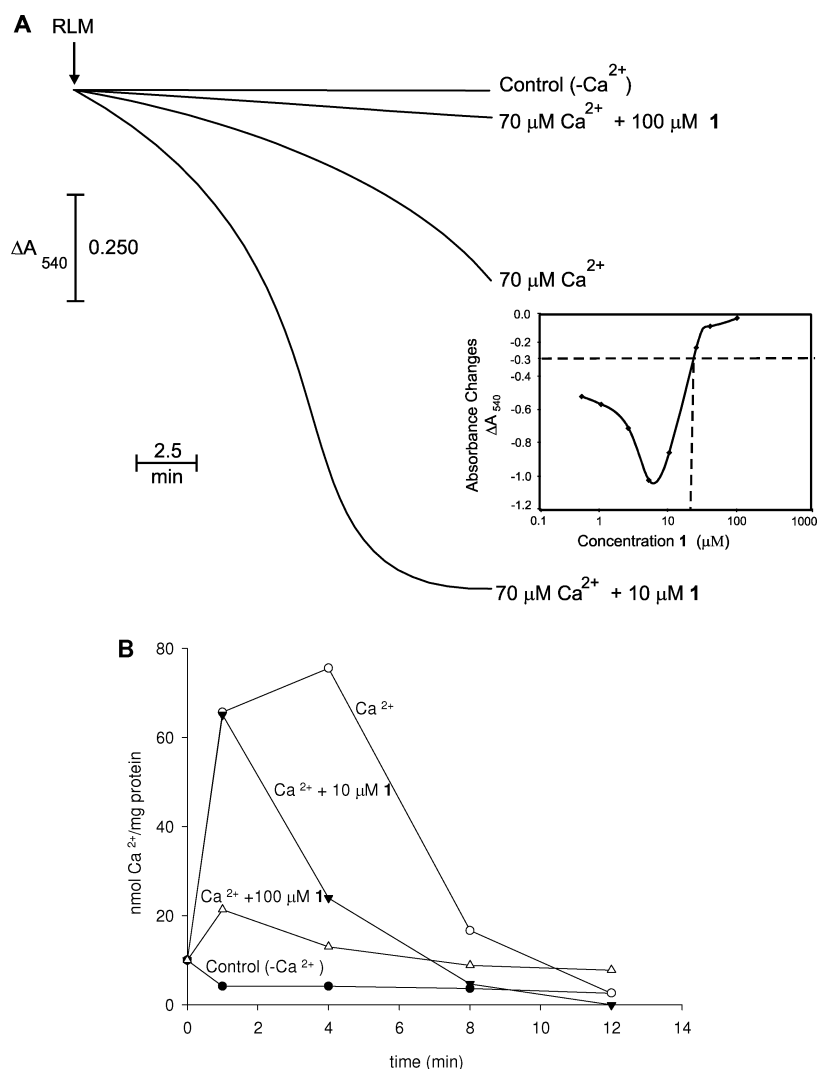 A
RLM
Control (-Ca²⁺)
70 μM Ca²⁺ + 100 μM 1
ΔA 540
0.250
70 μM Ca²⁺
2.5
min
Absorbance Changes
ΔA 540
0.0
-0.2
-0.3
-0.4
-0.6
-0.8
-1.0
-1.2
0.1 1 10 100 1000
Concentration 1 (μM)
70 μM Ca²⁺ + 10 μM 1
B
nmol Ca²⁺/mg protein
80
60
40
20
0
Ca²⁺
Ca²⁺ + 10 μM 1
Ca²⁺ +100 μM 1
Control (-Ca²⁺)
0 2 4 6 8 10 12 14
time (min)